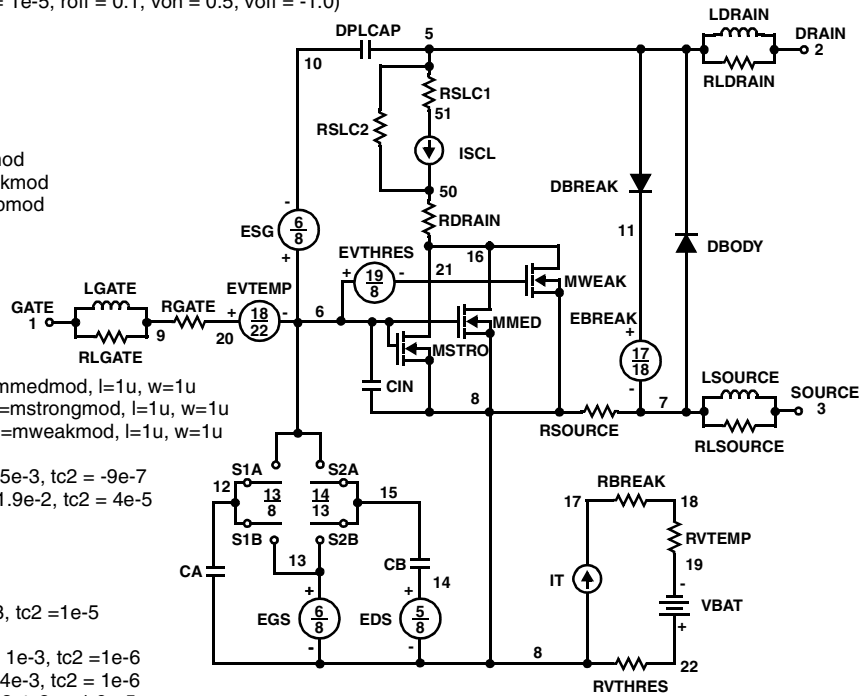 = 1e-5, roff = 0.1, von = 0.5, voff = -1.0)
LDRAIN
DPLCAP
5
DRAIN
2
10
RLDRAIN
RSLC1
51
RSLC2
ISCL
50
DBREAK
RDRAIN
11
DBODY
ESG
6
8
EVTHRES
19
8
21
16
MWEAK
LGATE
EVTEMP
GATE
1
RGATE
18
22
6
MMED
EBREAK
9
20
MSTRO
17
18
RLGATE
LSOURCE
CIN
8
7
SOURCE
3
RSOURCE
RLSOURCE
mmedmod, l=1u, w=1u
=mstrongmod, l=1u, w=1u
=mweakmod, l=1u, w=1u
5e-3, tc2 = -9e-7
1.9e-2, tc2 = 4e-5
S1A
S2A
12
13
8
14
13
15
S1B
S2B
RBREAK
17
18
RVTEMP
13
CA
CB
14
IT
19
VBAT
EGS
6
8
EDS
5
8
3, tc2 =1e-5
1e-3, tc2 =1e-6
4e-3, tc2 = 1e-6
8
22
RVTHRES
+
-